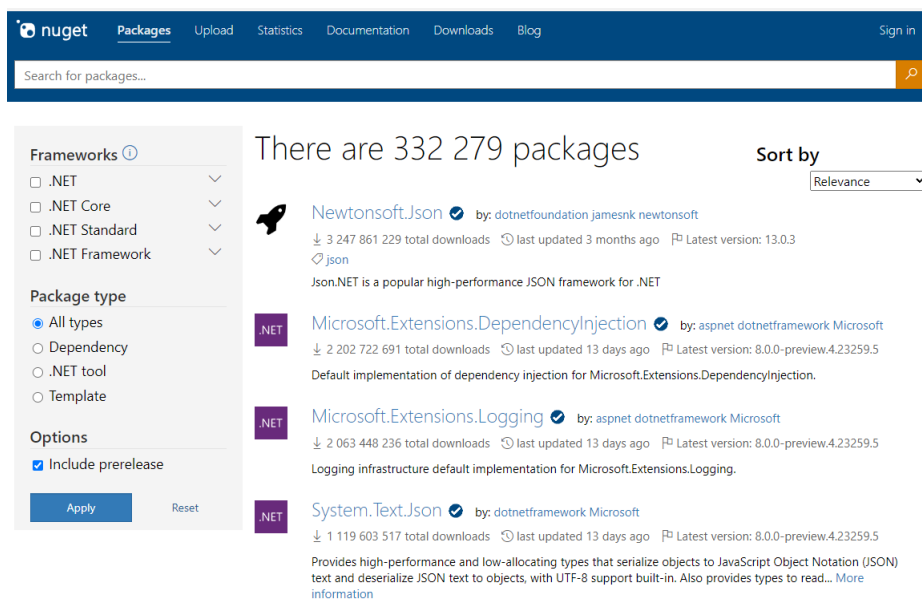 nuget Packages Upload Statistics Documentation Downloads Blog Sign in
Search for packages...
Frameworks
.NET
.NET Core
.NET Standard
.NET Framework
Package type
All types
Dependency
.NET tool
Template
Options
Include prerelease
Apply Reset
There are 332 279 packages
Sort by
Relevance
Newtonsoft.Json by: dotnetfoundation jamesnk newtonsoft
3 247 861 229 total downloads last updated 3 months ago Latest version: 13.0.3
json
Json.NET is a popular high-performance JSON framework for .NET
.NET
Microsoft.Extensions.DependencyInjection by: aspnet dotnetframework Microsoft
2 202 722 691 total downloads last updated 13 days ago Latest version: 8.0.0-preview.4.23259.5
Default implementation of dependency injection for Microsoft.Extensions.DependencyInjection.
.NET
Microsoft.Extensions.Logging by: aspnet dotnetframework Microsoft
2 063 448 236 total downloads last updated 13 days ago Latest version: 8.0.0-preview.4.23259.5
Logging infrastructure default implementation for Microsoft.Extensions.Logging.
.NET
System.Text.Json by: dotnetframework Microsoft
1 119 603 517 total downloads last updated 13 days ago Latest version: 8.0.0-preview.4.23259.5
Provides high-performance and low-allocating types that serialize objects to JavaScript Object Notation (JSON)
text and deserialize JSON text to objects, with UTF-8 support built-in. Also provides types to read... More
information